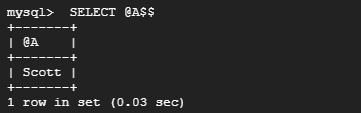 mysql>  SELECT @A$$
+-------+
| @A    |
+-------+
| Scott |
+-------+
1 row in set (0.03 sec)